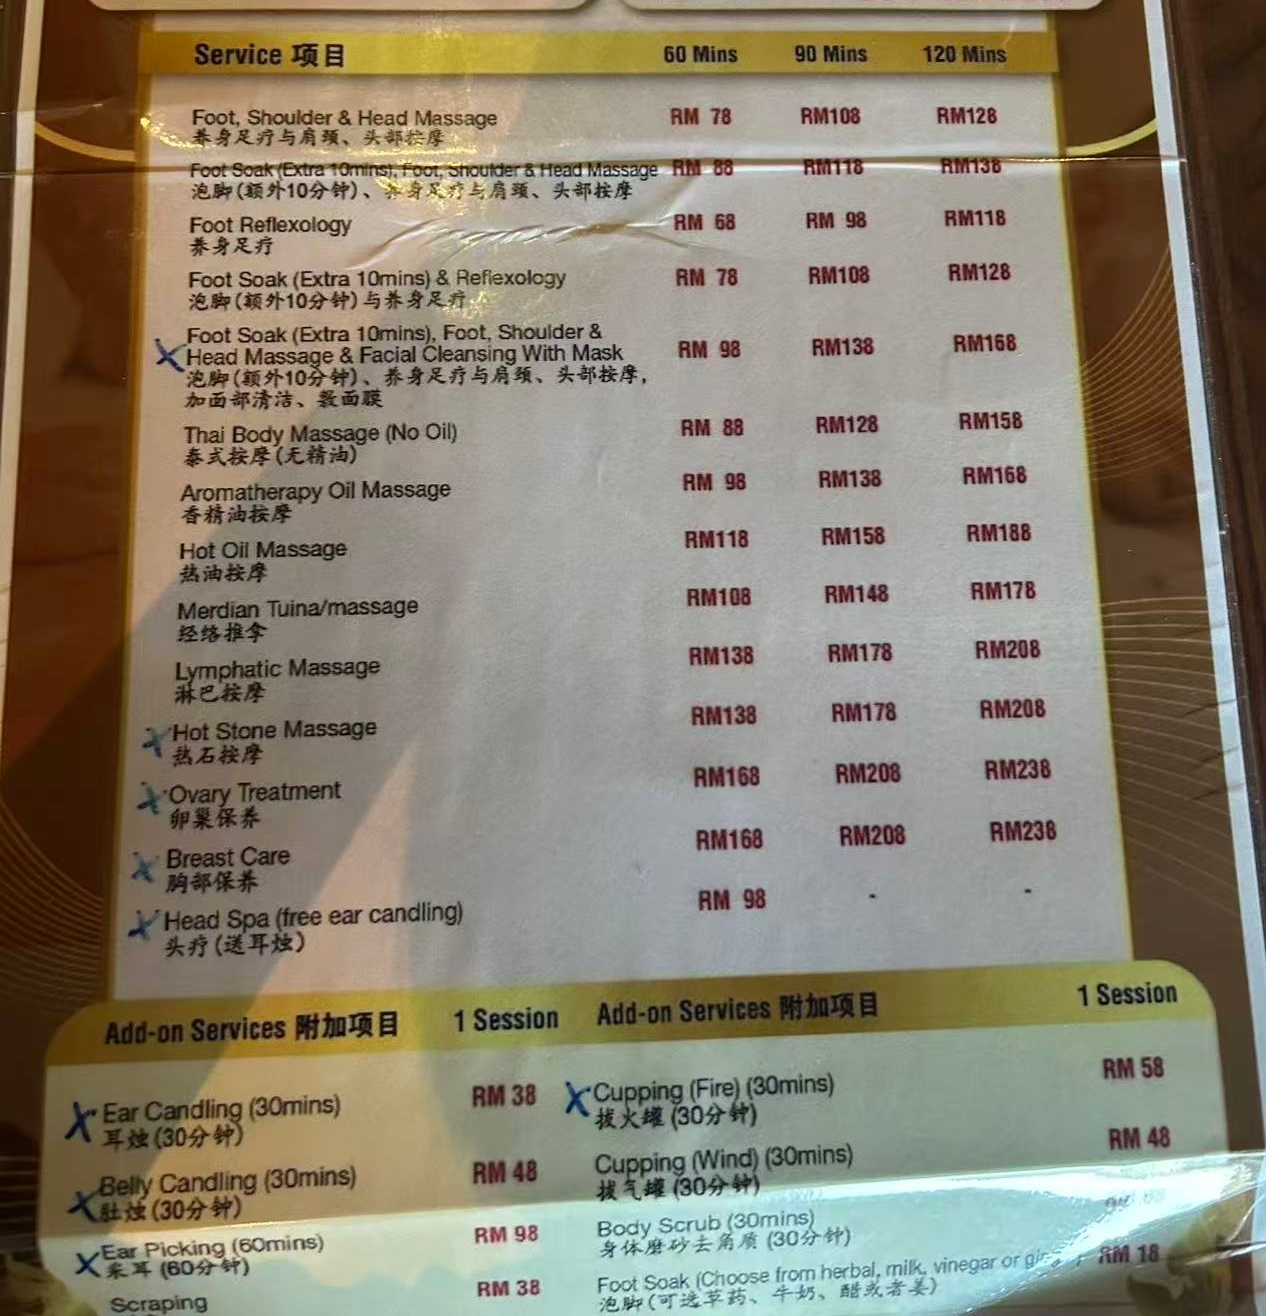 Service 项目 60 Mins 90 Mins 120 Mins
Foot, Shoulder & Head Massage RM 78 RM108 RM128
养身足疗与肩颈、头部按摩
Foot Soak (Extra 10mins), Foot, Shoulder & Head Massage RM 88 RM118 RM138
泡脚(额外10分钟)、养身足疗与肩颈、头部按摩
Foot Reflexology RM 68 RM 98 RM118
养身足疗
Foot Soak (Extra 10mins) & Reflexology RM 78 RM108 RM128
泡脚(额外10分钟)与养身足疗
Foot Soak (Extra 10mins), Foot, Shoulder &
Head Massage & Facial Cleansing With Mask RM 98 RM138 RM168
泡脚(额外10分钟)、养身足疗与肩颈、头部按摩,
加面部清洁、敷面膜
Thai Body Massage (No Oil) RM 88 RM128 RM158
泰式按摩(无精油)
Aromatherapy Oil Massage RM 98 RM138 RM168
香精油按摩
Hot Oil Massage RM118 RM158 RM188
热油按摩
Merdian Tuina/massage RM108 RM148 RM178
经络推拿
Lymphatic Massage RM138 RM178 RM208
淋巴按摩
Hot Stone Massage RM138 RM178 RM208
热石按摩
Ovary Treatment RM168 RM208 RM238
卵巢保养
Breast Care RM168 RM208 RM238
胸部保养
Head Spa (free ear candling) RM 98 - -
头疗(送耳烛)
Add-on Services 附加项目 1 Session Add-on Services 附加项目 1 Session
Ear Candling (30mins) RM 38
耳烛(30分钟)
Belly Candling (30mins) RM 48
肚烛(30分钟)
Ear Picking (60mins) RM 98
采耳(60分钟)
Scraping RM 38
Cupping (Fire) (30mins) RM 58
拔火罐(30分钟)
Cupping (Wind) (30mins) RM 48
拔气罐(30分钟)
Body Scrub (30mins)
身体磨砂去角质(30分钟)
Foot Soak (Choose from herbal, milk, vinegar or RM 18
泡脚(可选草药、牛奶、醋或者姜)